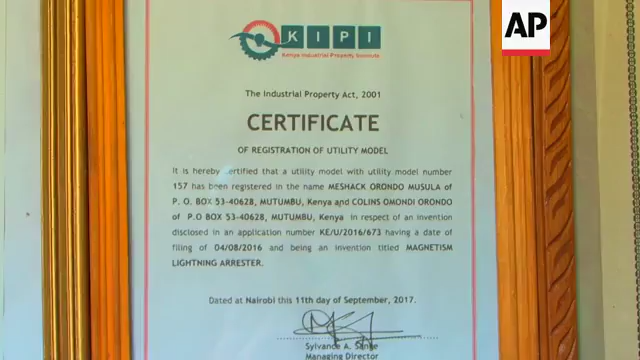 AP
KIPI
Kenya Industrial Property Institute
The Industrial Property Act, 2001
CERTIFICATE
OF REGISTRATION OF UTILITY MODEL
It is hereby certified that a utility model with utility model number
157 has been registered in the name MESHACK ORONDO MUSULA of
P. O. BOX 53-40628, MUTUMBU, Kenya and COLINS OMONDI ORONDO
of P.O BOX 53-40628, MUTUMBU, Kenya in respect of an invention
disclosed in an application number KE/U/2016/673 having a date of
filing of 04/08/2016 and being an invention titled MAGNETISM
LIGHTNING ARRESTER.
Dated at Nairobi this 11th day of September, 2017.
Sylvance A. Sange
Managing Director